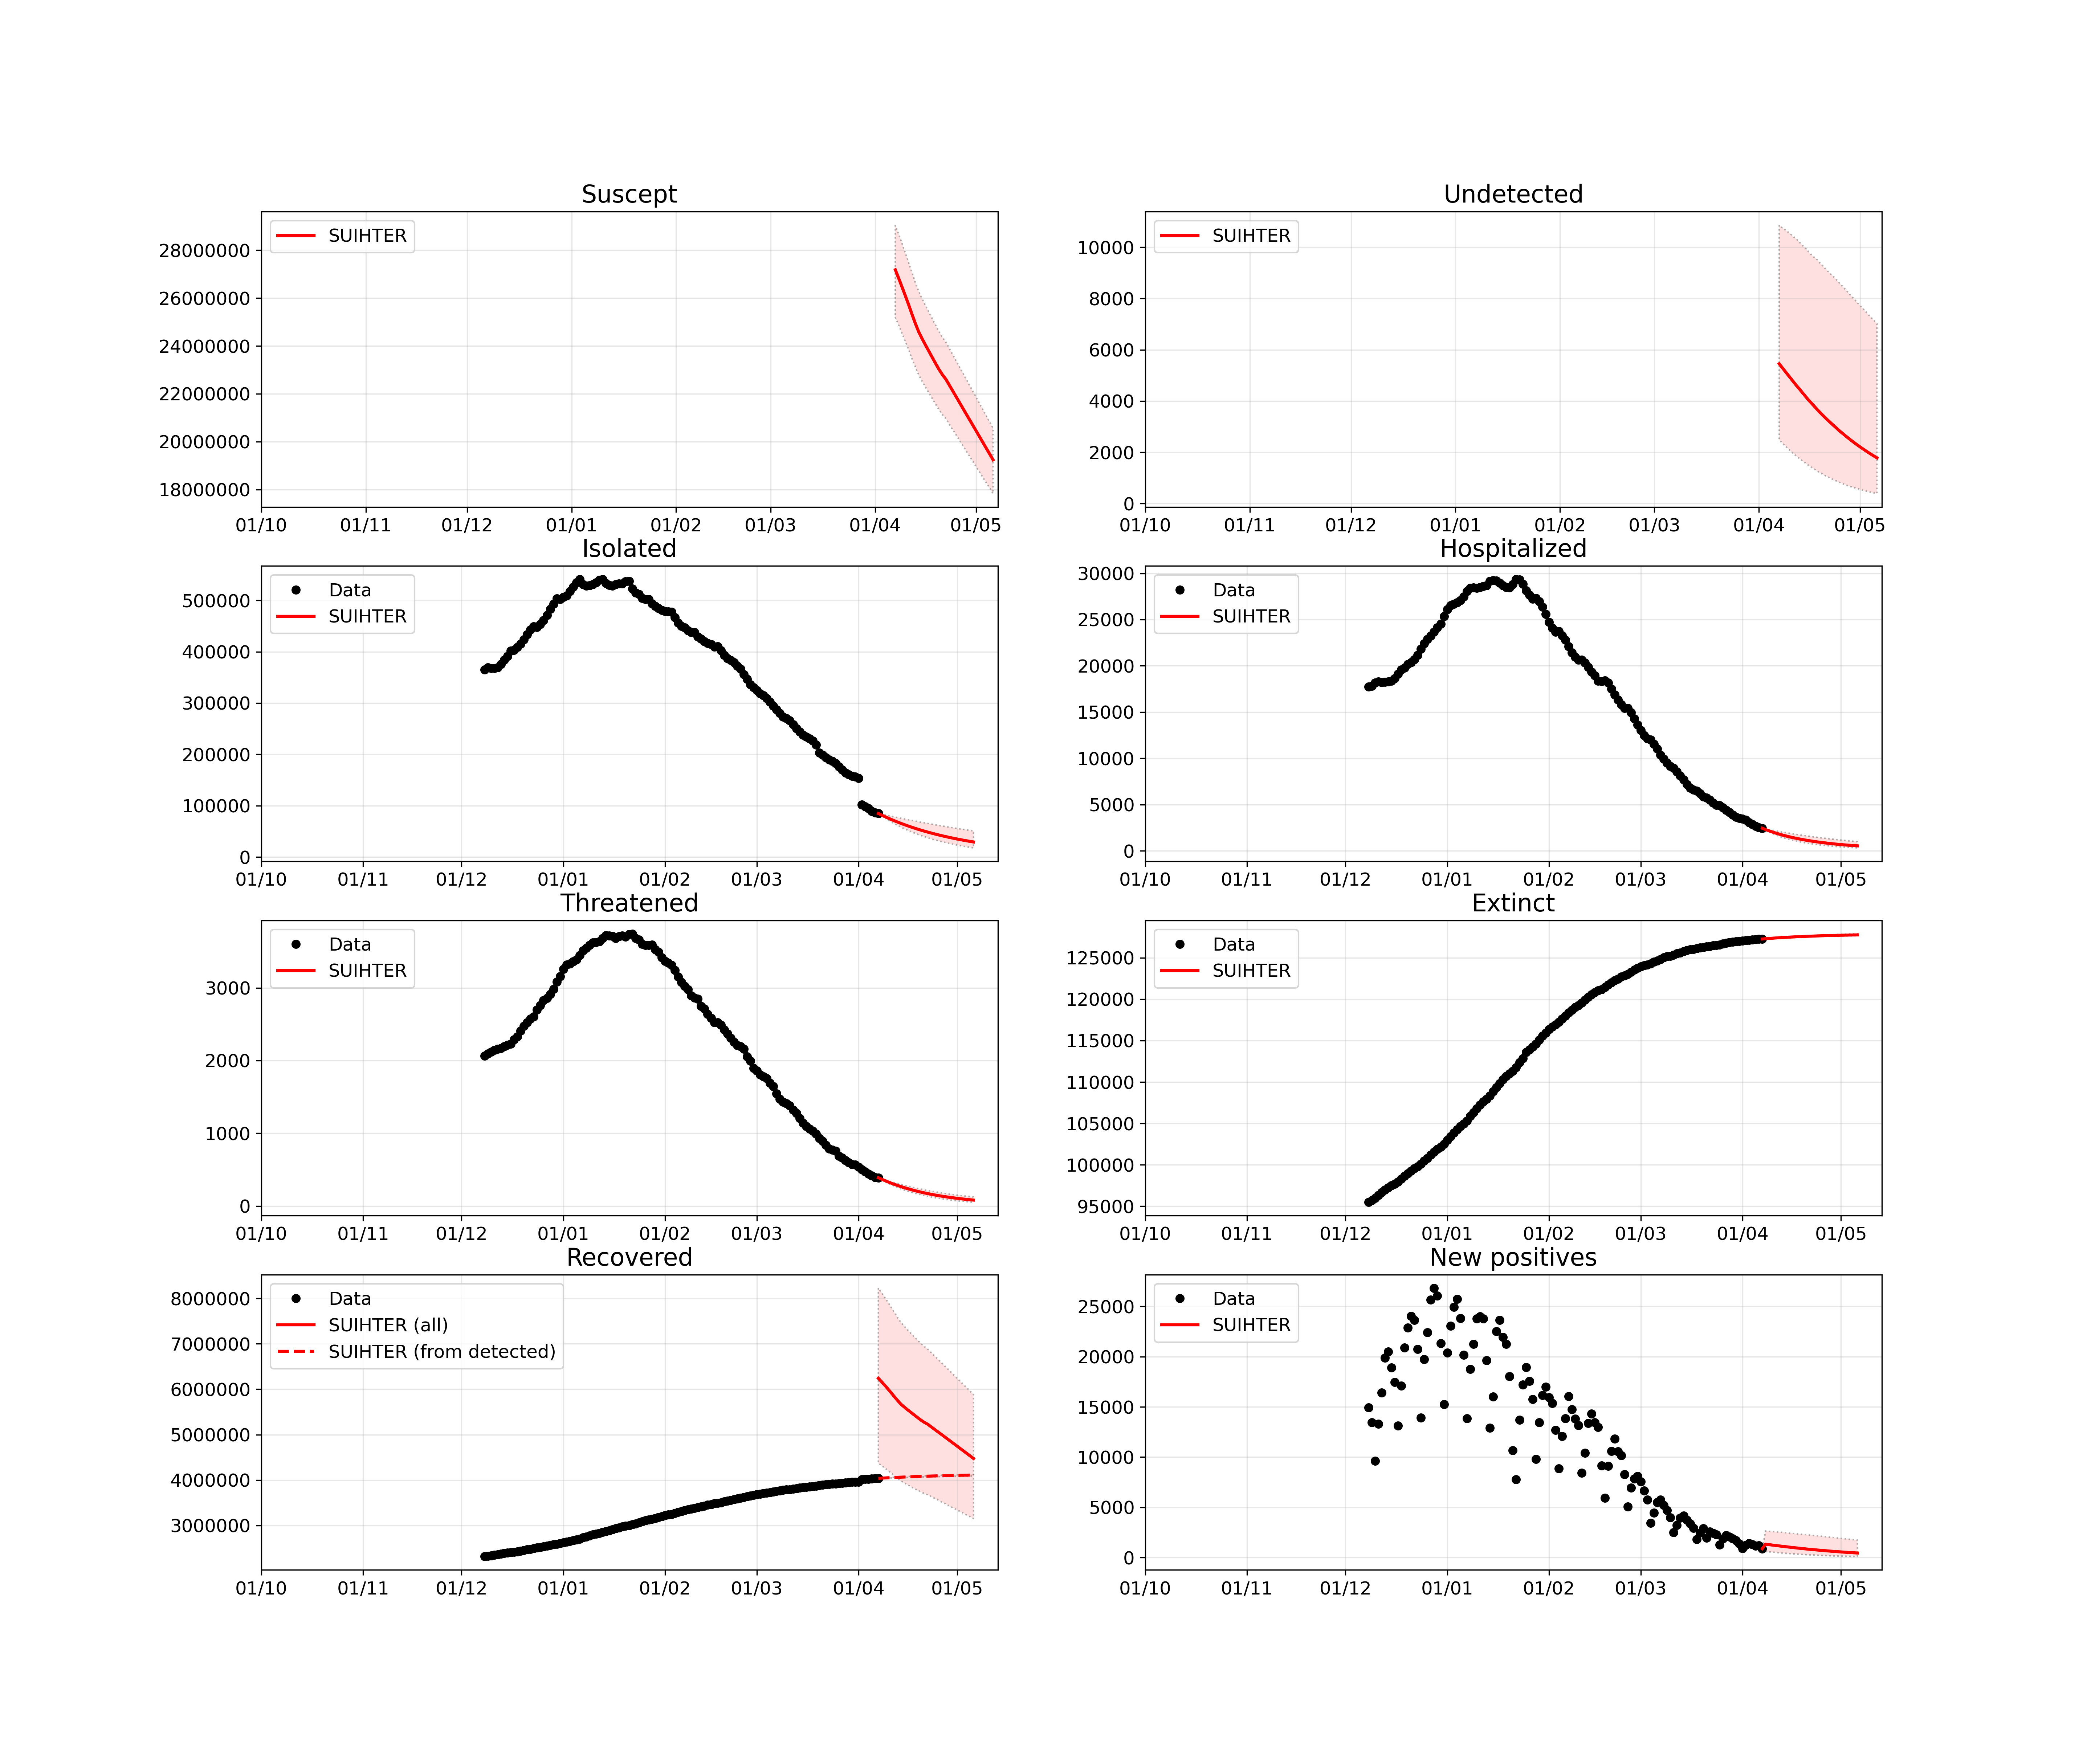 Suscept
SUIHTER
28000000
26000000
24000000
22000000
20000000
18000000
01/10 01/11 01/12 01/01 01/02 01/03 01/04 01/05
Undetected
SUIHTER
10000
8000
6000
4000
2000
0
01/10 01/11 01/12 01/01 01/02 01/03 01/04 01/05
Isolated
Data
SUIHTER
500000
400000
300000
200000
100000
0
01/10 01/11 01/12 01/01 01/02 01/03 01/04 01/05
Hospitalized
Data
SUIHTER
30000
25000
20000
15000
10000
5000
0
01/10 01/11 01/12 01/01 01/02 01/03 01/04 01/05
Threatened
Data
SUIHTER
3000
2000
1000
0
01/10 01/11 01/12 01/01 01/02 01/03 01/04 01/05
Extinct
Data
SUIHTER
125000
120000
115000
110000
105000
100000
95000
01/10 01/11 01/12 01/01 01/02 01/03 01/04 01/05
Recovered
Data
SUIHTER (all)
SUIHTER (from detected)
8000000
7000000
6000000
5000000
4000000
3000000
01/10 01/11 01/12 01/01 01/02 01/03 01/04 01/05
New positives
Data
SUIHTER
25000
20000
15000
10000
5000
0
01/10 01/11 01/12 01/01 01/02 01/03 01/04 01/05